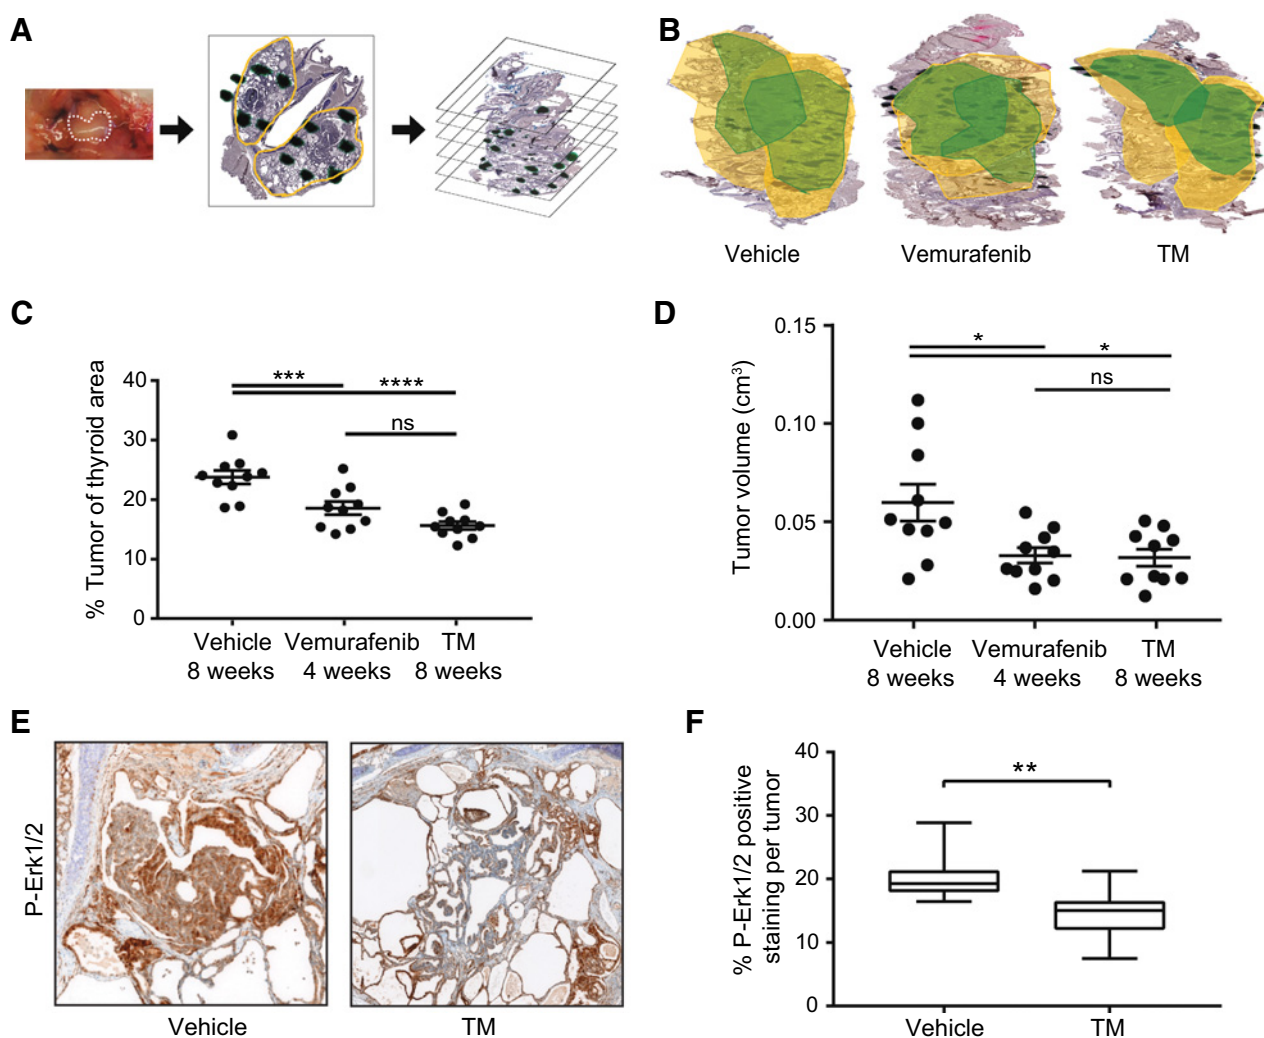 A
B
Vehicle
Vemurafenib
TM
C
% Tumor of thyroid area
40
30
20
10
0
***
****
ns
Vehicle
8 weeks
Vemurafenib
4 weeks
TM
8 weeks
D
Tumor volume (cm³)
0.15
0.10
0.05
0.00
*
*
ns
Vehicle
8 weeks
Vemurafenib
4 weeks
TM
8 weeks
E
P-Erk1/2
Vehicle
TM
F
% P-Erk1/2 positive
staining per tumor
40
30
20
10
0
**
Vehicle
TM